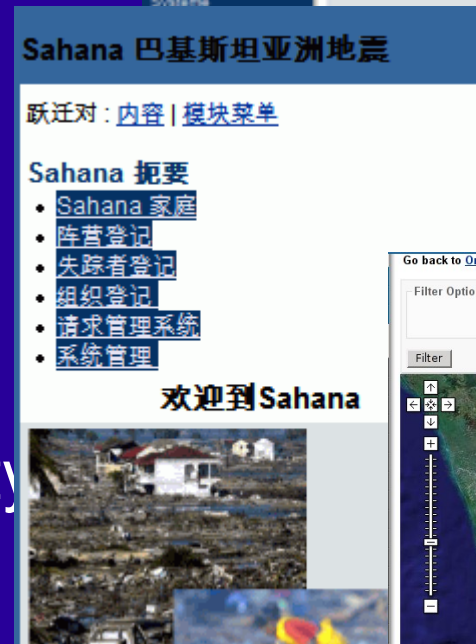 Sahana 巴基斯坦亚洲地震
跃迁对 : 内容 | 模块菜单
Sahana 扼要
• Sahana 家庭
• 阵营登记
• 失踪者登记
• 组织登记
• 请求管理系统
• 系统管理
欢迎到Sahana
Go back to
Filter Optio
Filter